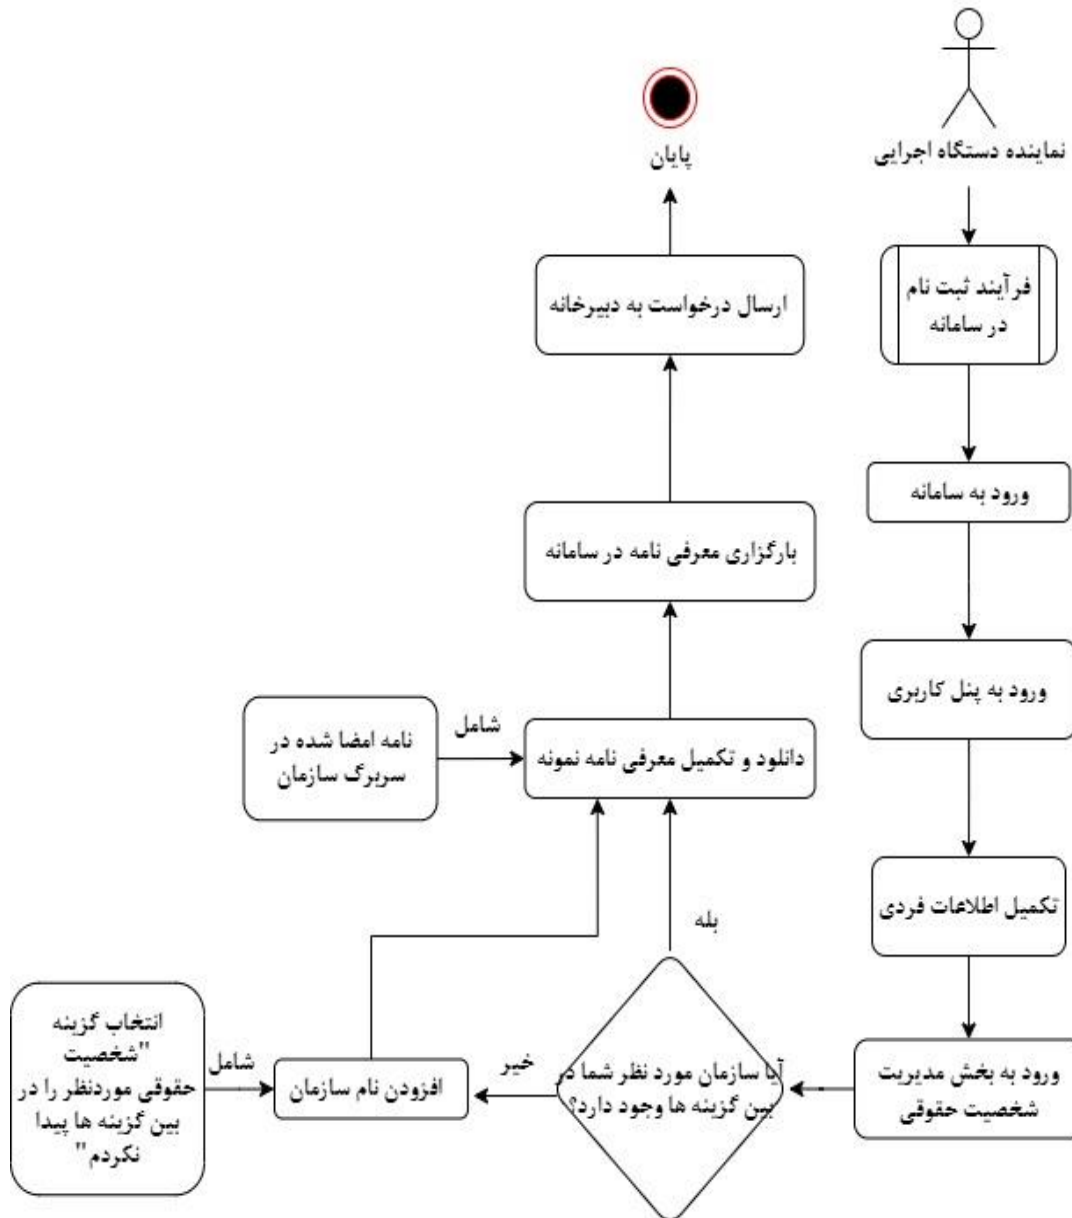 نماینده دستگاه اجرایی
فرآیند ثبت نام
در سامانه
ورود به سامانه
ورود به پنل کاربری
تکمیل اطلاعات فردی
ورود به بخش مدیریت
شخصیت حقوقی
آیا سازمان مورد نظر شما در
بین گزینه ها وجود دارد؟
خیر
بله
افزودن نام سازمان
شامل
انتخاب گزینه
"شخصیت
حقوقی موردنظر را در
بین گزینه ها پیدا
نکردم"
دانلود و تکمیل معرفی نامه نمونه
شامل
نامه امضا شده در
سربرگ سازمان
بارگزاری معرفی نامه در سامانه
ارسال درخواست به دبیرخانه
پایان